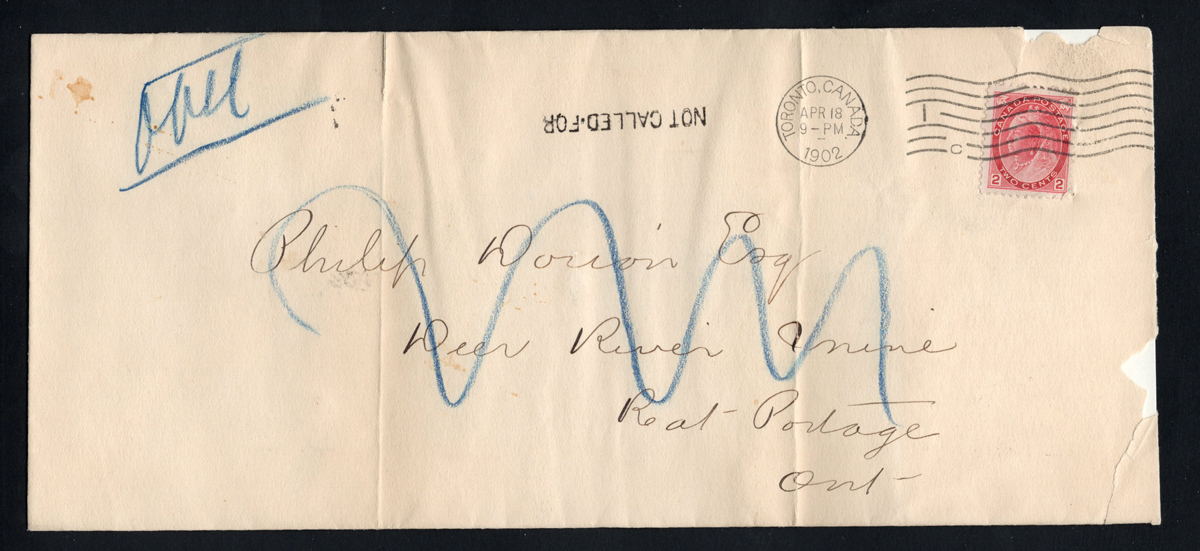 NOT CALLED-FOR
TORONTO, CANADA
APR 18
9-PM
1902
I
C
CANADA POSTAGE
2 TWO CENTS 2
Philip Dorion Esq
Deer River Mine
Rat Portage
Ont